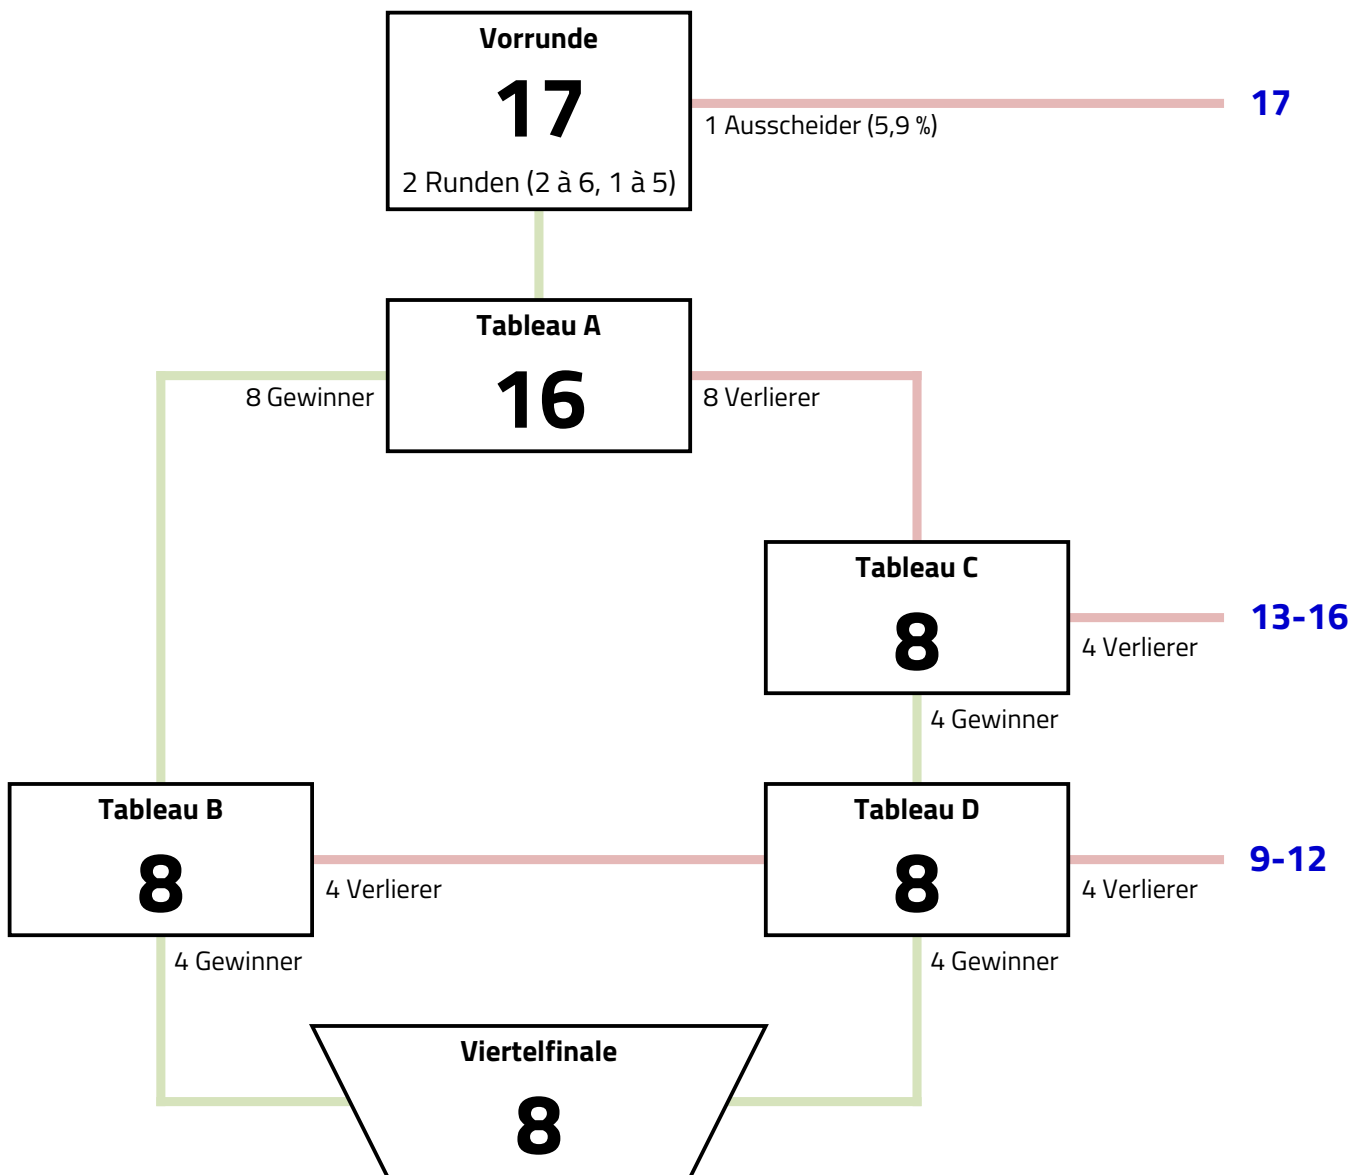 Vorrunde
17
2 Runden (2 à 6, 1 à 5)
1 Ausscheider (5,9 %)
17
Tableau A
16
8 Gewinner
8 Verlierer
Tableau C
8
4 Verlierer
13-16
4 Gewinner
Tableau B
8
4 Verlierer
4 Gewinner
Tableau D
8
4 Verlierer
9-12
4 Gewinner
Viertelfinale
8